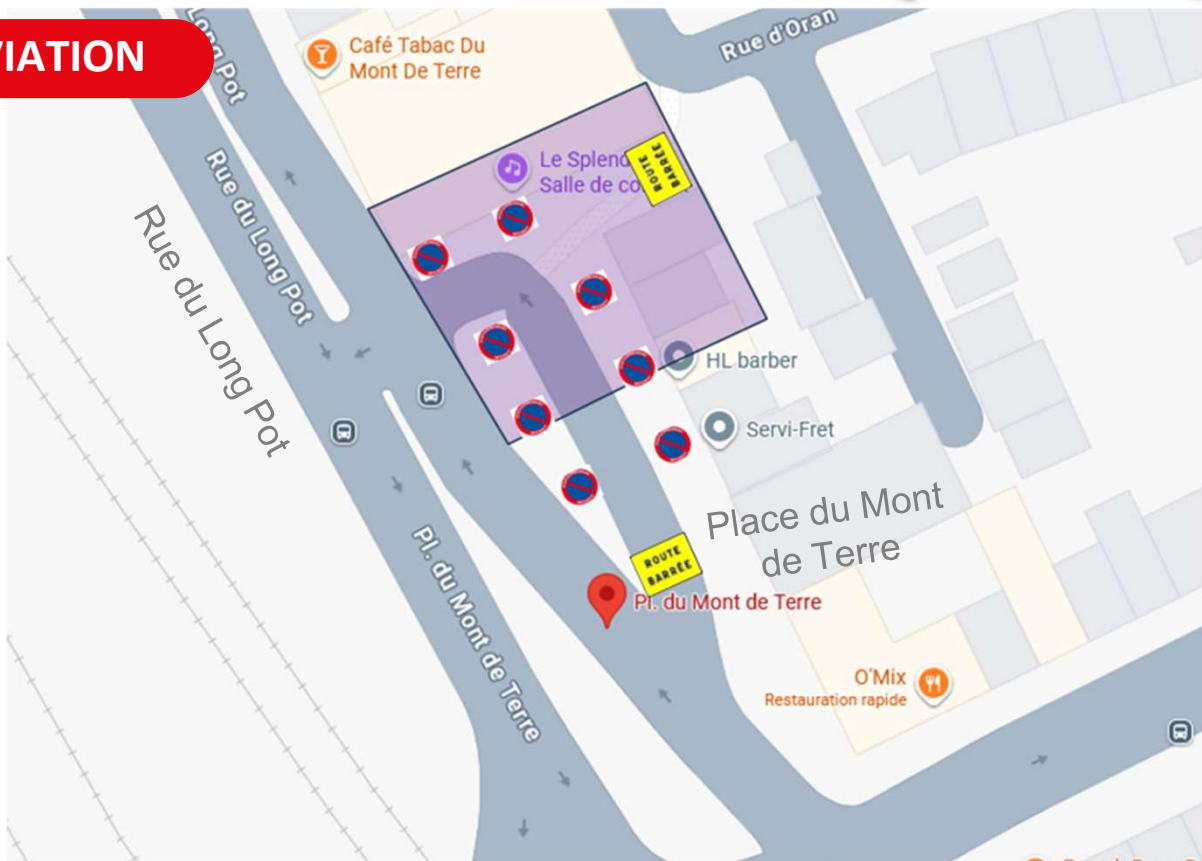 VIATION
Long Pot
Café Tabac Du
Mont De Terre
Rue d'Oran
Le Splend
Salle de co
ROUTE
BARRÉE
Rue du Long Pot
Rue du Long Pot
HL barber
Servi-Fret
Place du Mont
de Terre
ROUTE
BARRÉE
Pl. du Mont de Terre
Pl. du Mont de Terre
O'Mix
Restauration rapide